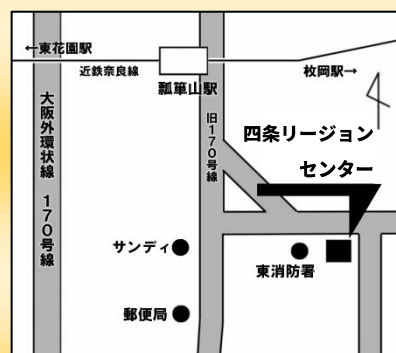 ←東花園駅
近鉄奈良線
瓢箪山駅
枚岡駅→
大阪外環状線 170号線
旧170号線
四条リージョン
センター
サンディ
東消防署
郵便局